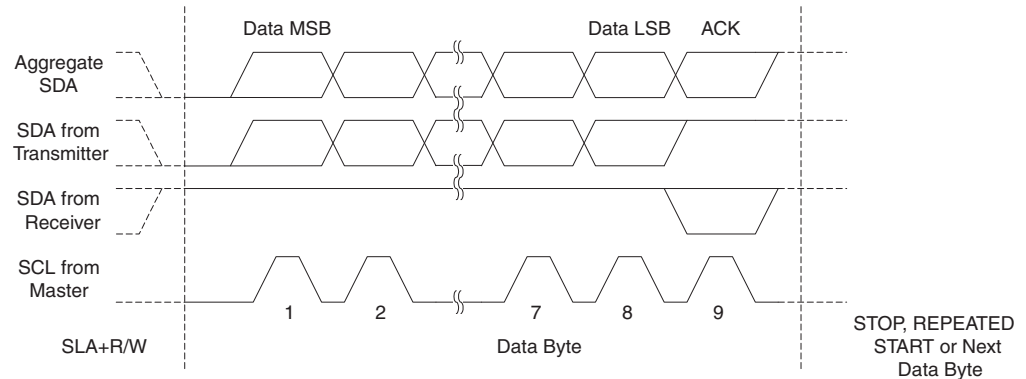 Data MSB
Data LSB
ACK
Aggregate
SDA
SDA from
Transmitter
SDA from
Receiver
SCL from
Master
1
2
7
8
9
SLA+R/W
Data Byte
STOP, REPEATED
START or Next
Data Byte